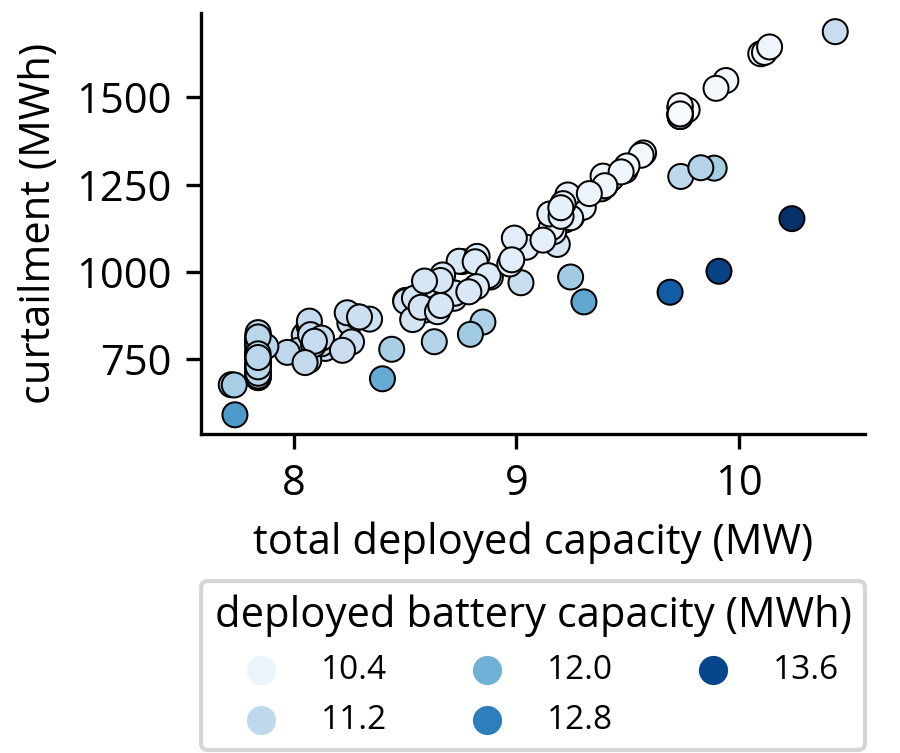 curtailment (MWh)
1500
1250
1000
750
8 9 10
total deployed capacity (MW)
deployed battery capacity (MWh)
10.4 12.0 13.6
11.2 12.8